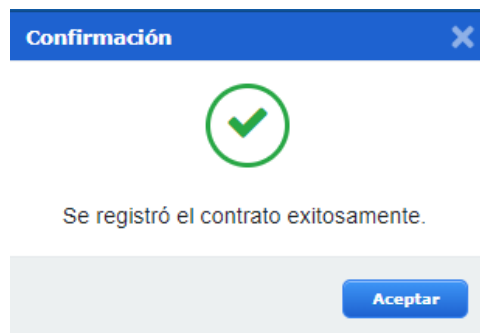 Confirmación
Se registró el contrato exitosamente.
Aceptar